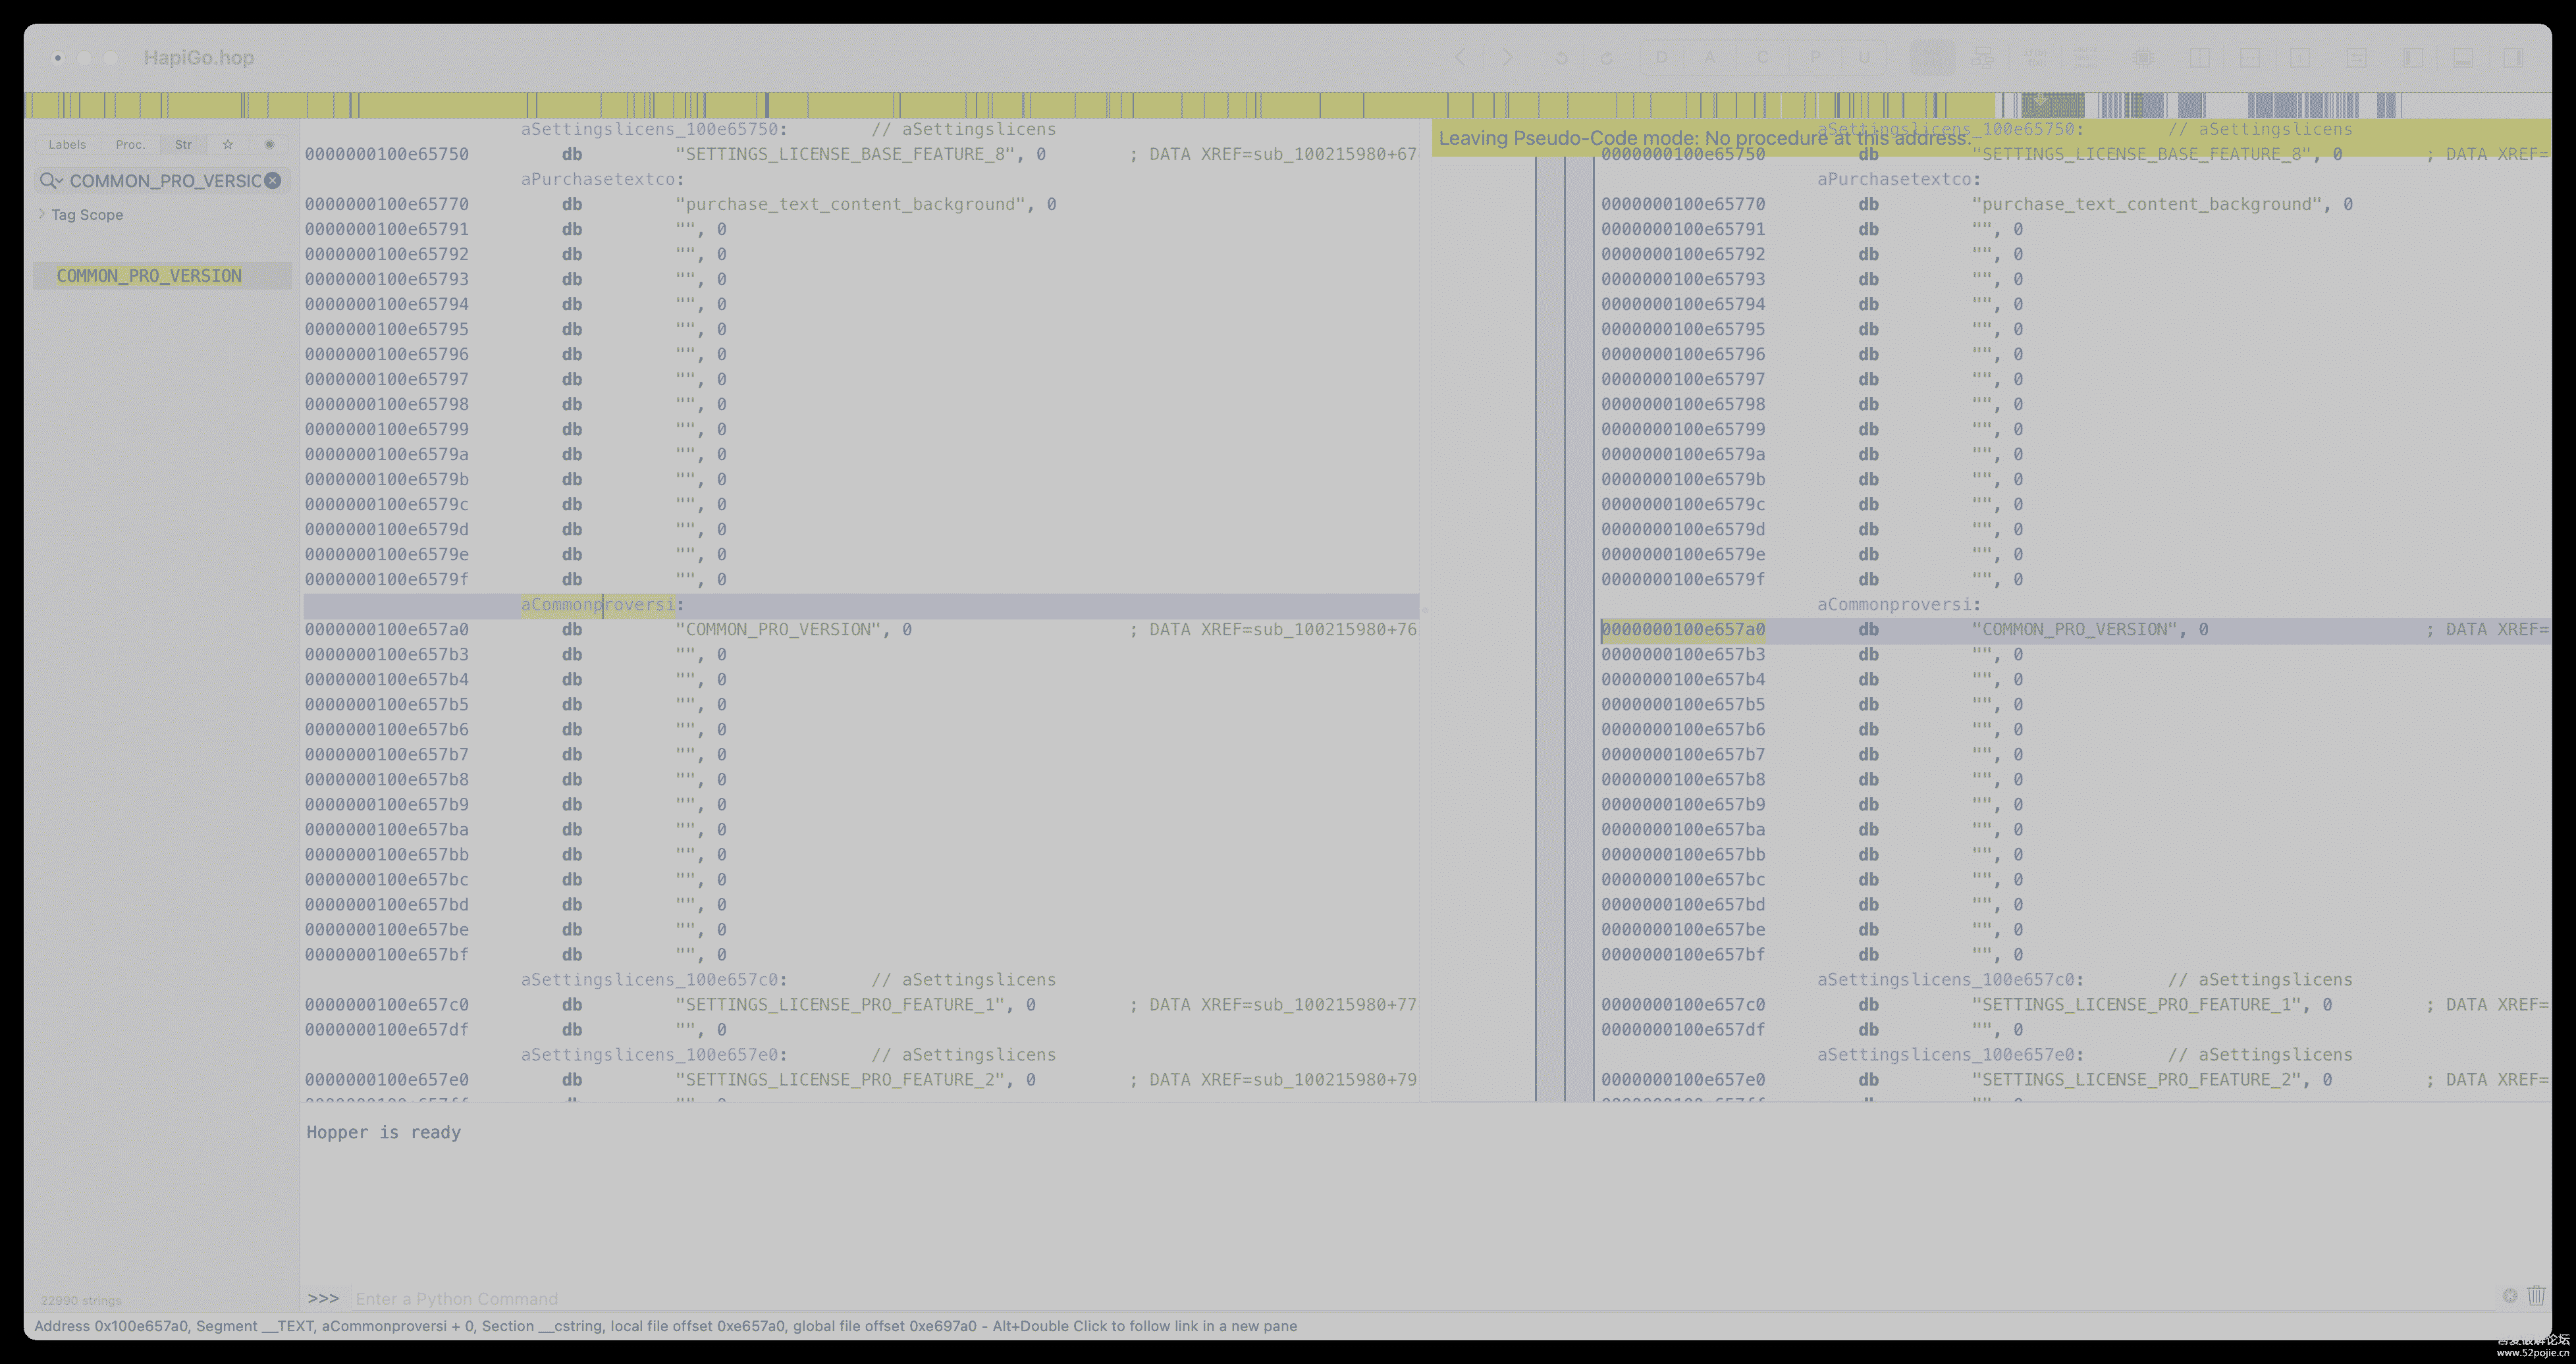 HapiGo.hop
D A C P U
Labels Proc. Str
COMMON_PRO_VERSIC
Tag Scope
COMMON_PRO_VERSION
22990 strings
aSettingslicens_100e65750: // aSettingslicens
0000000100e65750 db "SETTINGS_LICENSE_BASE_FEATURE_8", 0 ; DATA XREF=sub_100215980+67
aPurchasetextco:
0000000100e65770 db "purchase_text_content_background", 0
0000000100e65791 db "", 0
0000000100e65792 db "", 0
0000000100e65793 db "", 0
0000000100e65794 db "", 0
0000000100e65795 db "", 0
0000000100e65796 db "", 0
0000000100e65797 db "", 0
0000000100e65798 db "", 0
0000000100e65799 db "", 0
0000000100e6579a db "", 0
0000000100e6579b db "", 0
0000000100e6579c db "", 0
0000000100e6579d db "", 0
0000000100e6579e db "", 0
0000000100e6579f db "", 0
aCommonproversi:
0000000100e657a0 db "COMMON_PRO_VERSION", 0 ; DATA XREF=sub_100215980+76
0000000100e657b3 db "", 0
0000000100e657b4 db "", 0
0000000100e657b5 db "", 0
0000000100e657b6 db "", 0
0000000100e657b7 db "", 0
0000000100e657b8 db "", 0
0000000100e657b9 db "", 0
0000000100e657ba db "", 0
0000000100e657bb db "", 0
0000000100e657bc db "", 0
0000000100e657bd db "", 0
0000000100e657be db "", 0
0000000100e657bf db "", 0
aSettingslicens_100e657c0: // aSettingslicens
0000000100e657c0 db "SETTINGS_LICENSE_PRO_FEATURE_1", 0 ; DATA XREF=sub_100215980+77
0000000100e657df db "", 0
aSettingslicens_100e657e0: // aSettingslicens
0000000100e657e0 db "SETTINGS_LICENSE_PRO_FEATURE_2", 0 ; DATA XREF=sub_100215980+79
Leaving Pseudo-Code mode: No procedure at this address.
aSettingslicens_100e65750: // aSettingslicens
0000000100e65750 db "SETTINGS_LICENSE_BASE_FEATURE_8", 0 ; DATA XREF=
aPurchasetextco:
0000000100e65770 db "purchase_text_content_background", 0
0000000100e65791 db "", 0
0000000100e65792 db "", 0
0000000100e65793 db "", 0
0000000100e65794 db "", 0
0000000100e65795 db "", 0
0000000100e65796 db "", 0
0000000100e65797 db "", 0
0000000100e65798 db "", 0
0000000100e65799 db "", 0
0000000100e6579a db "", 0
0000000100e6579b db "", 0
0000000100e6579c db "", 0
0000000100e6579d db "", 0
0000000100e6579e db "", 0
0000000100e6579f db "", 0
aCommonproversi:
0000000100e657a0 db "COMMON_PRO_VERSION", 0 ; DATA XREF=
0000000100e657b3 db "", 0
0000000100e657b4 db "", 0
0000000100e657b5 db "", 0
0000000100e657b6 db "", 0
0000000100e657b7 db "", 0
0000000100e657b8 db "", 0
0000000100e657b9 db "", 0
0000000100e657ba db "", 0
0000000100e657bb db "", 0
0000000100e657bc db "", 0
0000000100e657bd db "", 0
0000000100e657be db "", 0
0000000100e657bf db "", 0
aSettingslicens_100e657c0: // aSettingslicens
0000000100e657c0 db "SETTINGS_LICENSE_PRO_FEATURE_1", 0 ; DATA XREF=
0000000100e657df db "", 0
aSettingslicens_100e657e0: // aSettingslicens
0000000100e657e0 db "SETTINGS_LICENSE_PRO_FEATURE_2", 0 ; DATA XREF=
Hopper is ready
>>> Enter a Python Command
Address 0x100e657a0, Segment __TEXT, aCommonproversi + 0, Section __cstring, local file offset 0xe657a0, global file offset 0xe697a0 - Alt+Double Click to follow link in a new pane
吾爱破解论坛
www.52pojie.cn